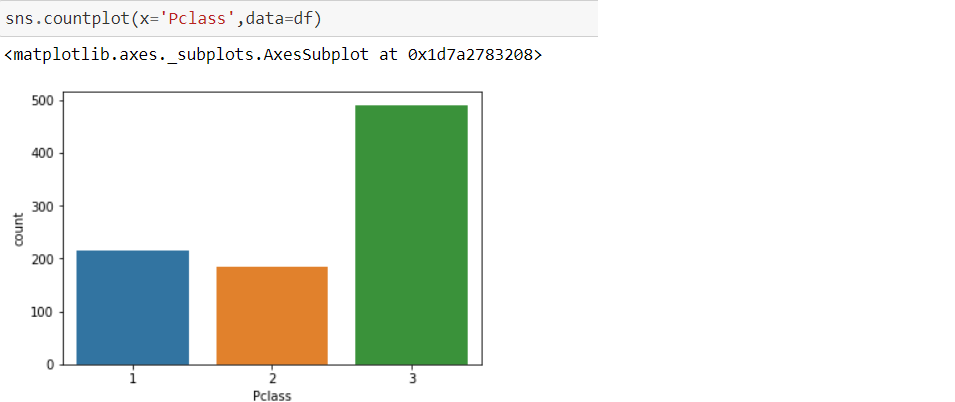 sns.countplot(x='Pclass',data=df)
<matplotlib.axes._subplots.AxesSubplot at 0x1d7a2783208>
500
400
300
200
100
0
count
1 2 3
Pclass